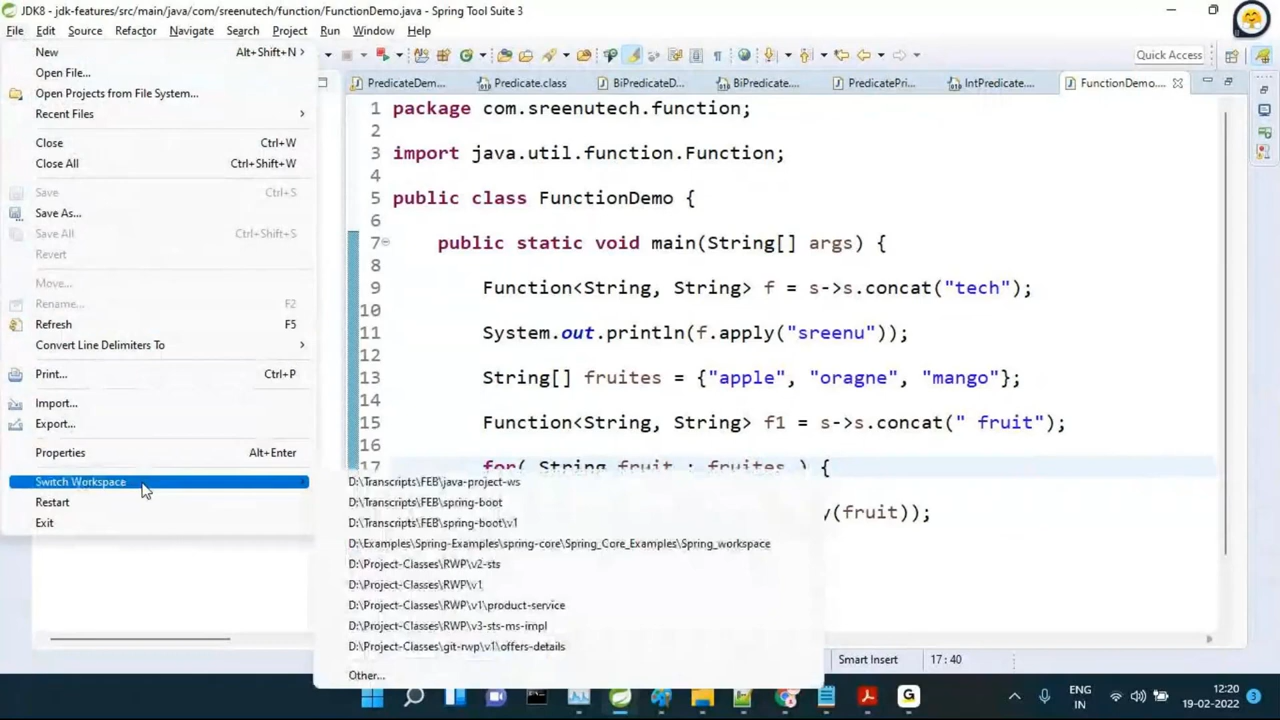 JDK8 - jdk-features/src/main/java/com/sreenutech/function/FunctionDemo.java - Spring Tool Suite 3
File Edit Source Refactor Navigate Search Project Run Window Help
Quick Access
New Alt+Shift+N
Open File...
Open Projects from File System...
Recent Files
Close Ctrl+W
Close All Ctrl+Shift+W
Save Ctrl+S
Save As...
Save All Ctrl+Shift+S
Revert
Move...
Rename... F2
Refresh F5
Convert Line Delimiters To
Print... Ctrl+P
Import...
Export...
Properties Alt+Enter
Switch Workspace
Restart
Exit
PredicateDem... Predicate.class BiPredicateD... BiPredicate.... PredicatePri... IntPredicate.... FunctionDemo....
1 package com.sreenutech.function;
2
3 import java.util.function.Function;
4
5 public class FunctionDemo {
6
7 public static void main(String[] args) {
8
9 Function<String, String> f = s->s.concat("tech");
10
11 System.out.println(f.apply("sreenu"));
12
13 String[] fruites = {"apple", "oragne", "mango"};
14
15 Function<String, String> f1 = s->s.concat(" fruit");
16
17 for( String fruit : fruites ) {
y(fruit));
D:\Transcripts\FEB\java-project-ws
D:\Transcripts\FEB\spring-boot
D:\Transcripts\FEB\spring-boot\v1
D:\Examples\Spring-Examples\spring-core\Spring_Core_Examples\Spring_workspace
D:\Project-Classes\RWP\v2-sts
D:\Project-Classes\RWP\v1
D:\Project-Classes\RWP\v1\product-service
D:\Project-Classes\RWP\v3-sts-ms-impl
D:\Project-Classes\git-rwp\v1\offers-details
Other...
Smart Insert 17 : 40
ENG
IN
12:20
19-02-2022
3
G